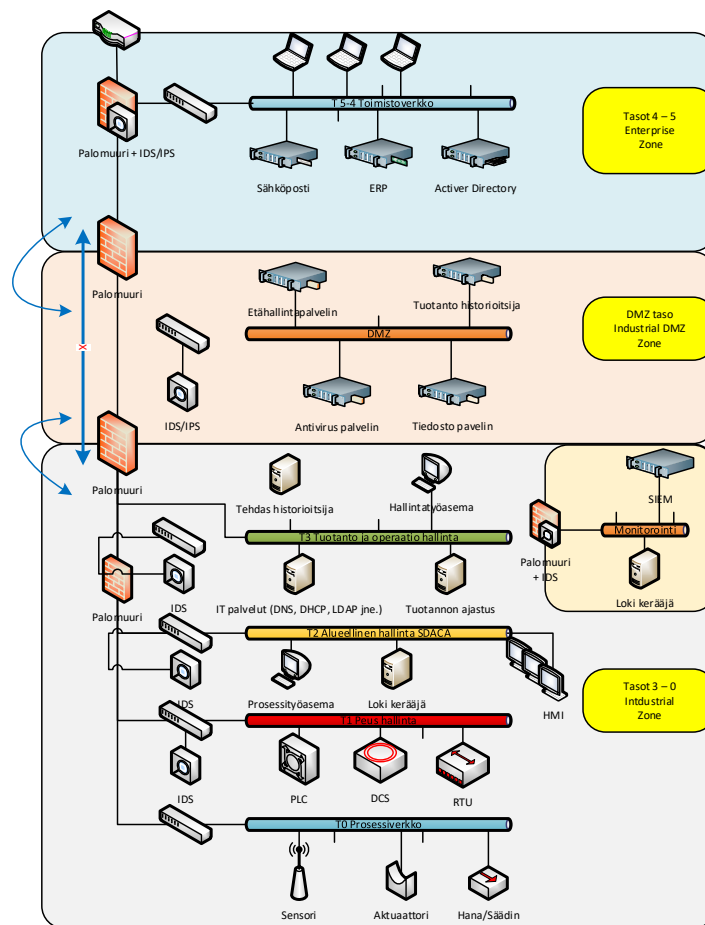 T 5-4 Toimistoverkko
Tasot 4 – 5
Enterprise
Zone
Palomuuri + IDS/IPS
Sähköposti
ERP
Activer Directory
Palomuuri
Etähallintapalvelin
Tuotanto historioitsija
DMZ taso
Industrial DMZ
Zone
DMZ
X
IDS/IPS
Antivirus palvelin
Tiedosto pavelin
Palomuuri
Tehdas historioitsija
Hallintatyöasema
SIEM
T3 Tuotanto ja operaatio hallinta
Monitorointi
Palomuuri
+ IDS
Loki kerääjä
Palomuuri
IDS
IT palvelut (DNS, DHCP, LDAP jne.)
Tuotannon ajastus
T2 Alueellinen hallinta SDACA
IDS
Prosessityöasema
Loki kerääjä
HMI
Tasot 3 – 0
Intdustrial
Zone
T1 Peus hallinta
IDS
PLC
DCS
RTU
T0 Prosessiverkko
Sensori
Aktuaattori
Hana/Säädin